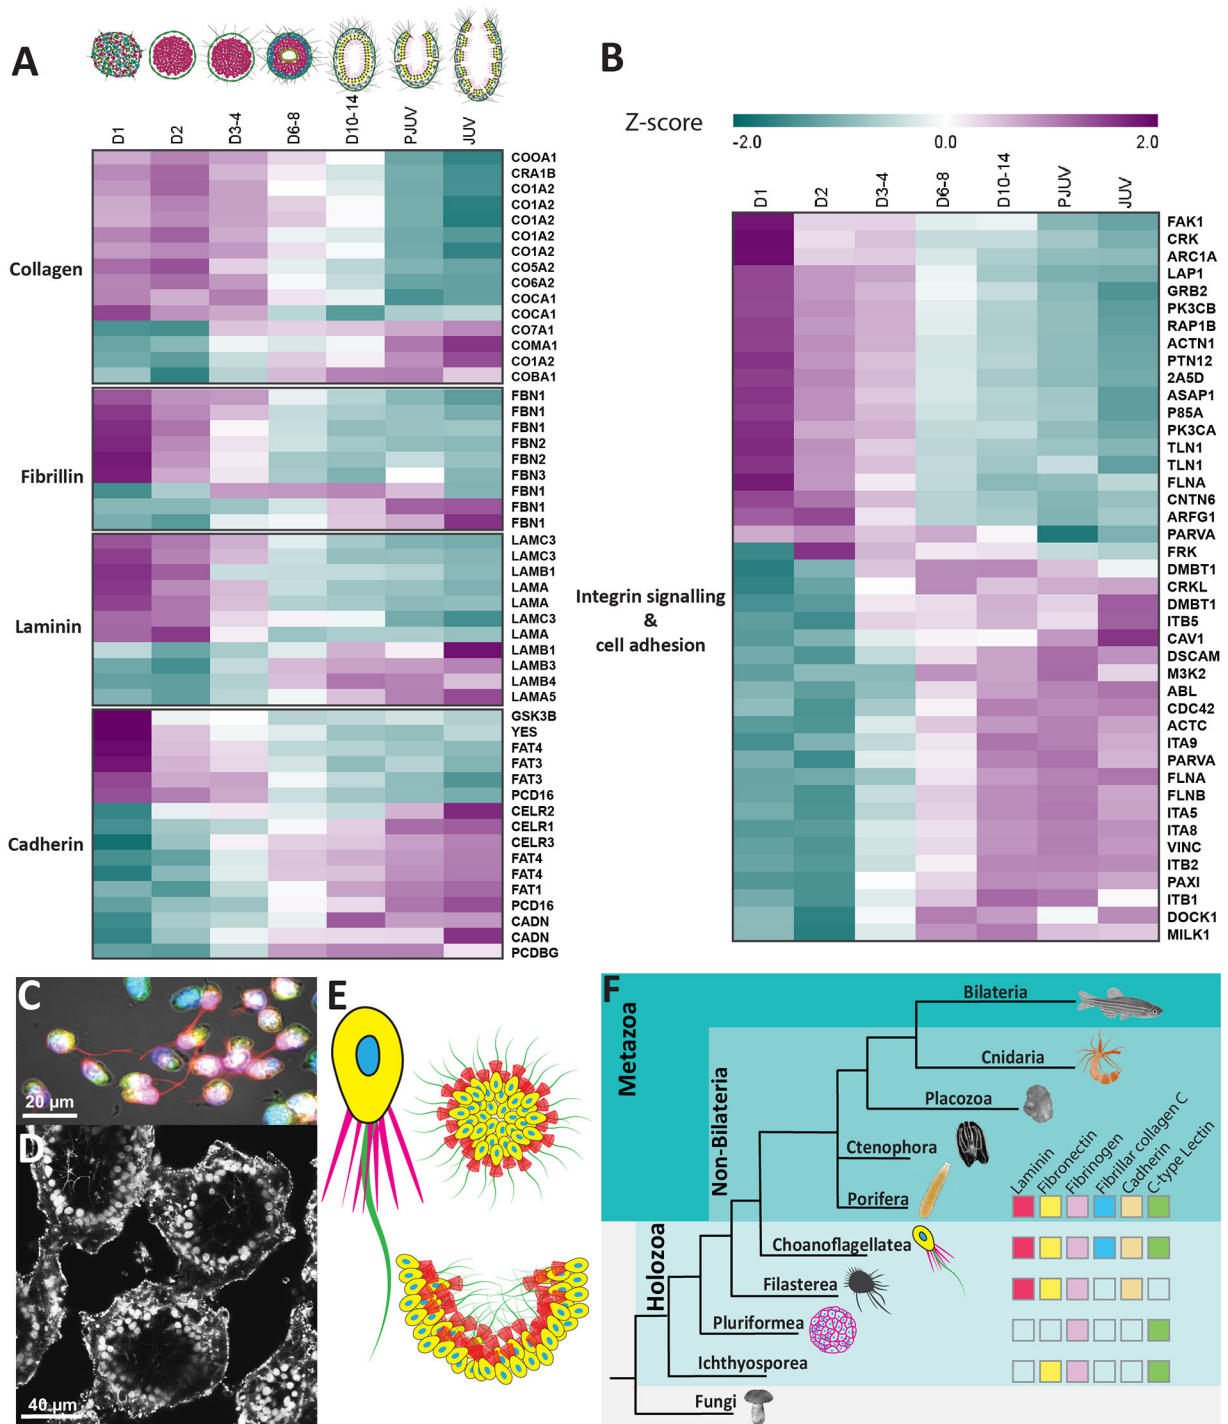 A
D1
D2
D3-4
D6-8
D10-14
PJUV
JUV
Collagen
COOA1
CRA1B
CO1A2
CO1A2
CO1A2
CO1A2
CO1A2
CO5A2
CO6A2
COCA1
COCA1
CO7A1
COMA1
CO1A2
COBA1
Fibrillin
FBN1
FBN1
FBN1
FBN2
FBN2
FBN3
FBN1
FBN1
FBN1
Laminin
LAMC3
LAMC3
LAMB1
LAMA
LAMA
LAMC3
LAMA
LAMB1
LAMB3
LAMB4
LAMA5
Cadherin
GSK3B
YES
FAT4
FAT3
FAT3
PCD16
CELR2
CELR1
CELR3
FAT4
FAT4
FAT1
PCD16
CADN
CADN
PCDBG
B
Z-score
-2.0
0.0
2.0
D1
D2
D3-4
D6-8
D10-14
PJUV
JUV
Integrin signalling
&
cell adhesion
FAK1
CRK
ARC1A
LAP1
GRB2
PK3CB
RAP1B
ACTN1
PTN12
2A5D
ASAP1
P85A
PK3CA
TLN1
TLN1
FLNA
CNTN6
ARFG1
PARVA
FRK
DMBT1
CRKL
DMBT1
ITB5
CAV1
DSCAM
M3K2
ABL
CDC42
ACTC
ITA9
PARVA
FLNA
FLNB
ITA5
ITA8
VINC
ITB2
PAXI
ITB1
DOCK1
MILK1
C
20 µm
D
40 µm
E
F
Metazoa
Non-Bilateria
Holozoa
Bilateria
Cnidaria
Placozoa
Ctenophora
Porifera
Choanoflagellatea
Filasterea
Pluriformea
Ichthyosporea
Fungi
Laminin
Fibronectin
Fibrinogen
Fibrillar collagen C
Cadherin
C-type Lectin